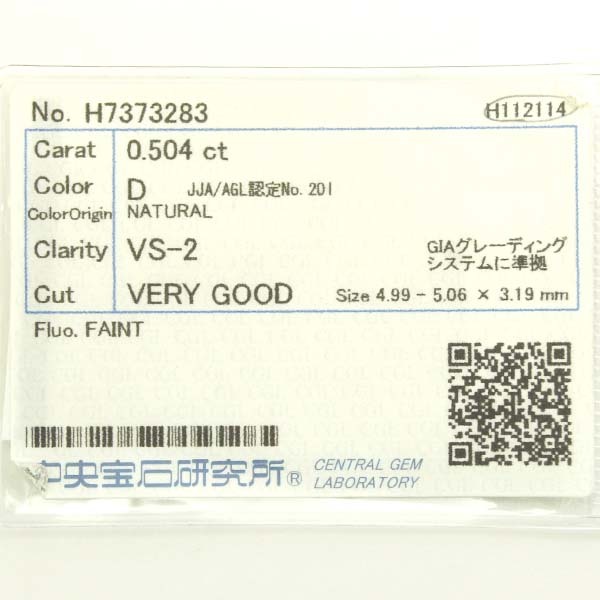 No. H7373283 H112114
Carat 0.504 ct
Color D JJA/AGL認定No. 201
ColorOrigin NATURAL
Clarity VS-2 GIAグレーディング
システムに準拠
Cut VERY GOOD Size 4.99 - 5.06 × 3.19 mm
Fluo. FAINT
中央宝石研究所® CENTRAL GEM
LABORATORY